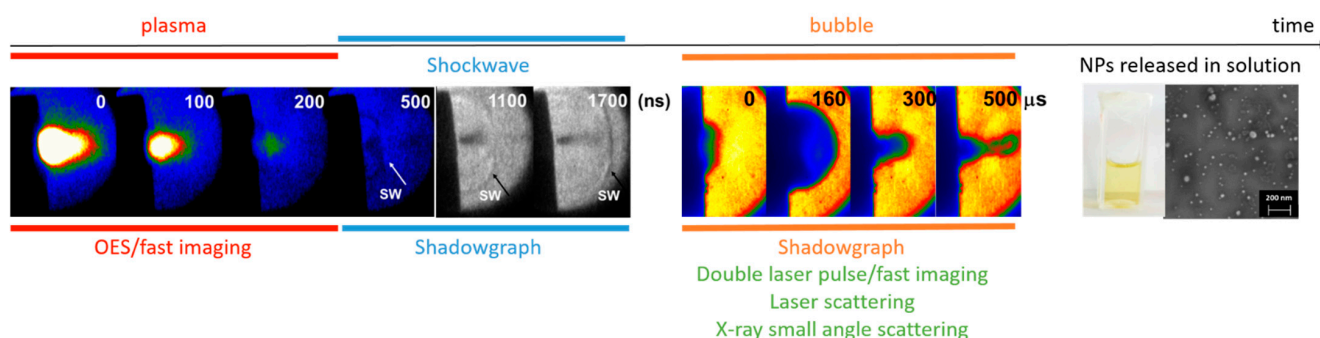 plasma
bubble
time
Shockwave
NPs released in solution
0
100
200
500
1100
1700
(ns)
0
160
300
500 µs
SW
SW
SW
200 nm
OES/fast imaging
Shadowgraph
Shadowgraph
Double laser pulse/fast imaging
Laser scattering
X-ray small angle scattering